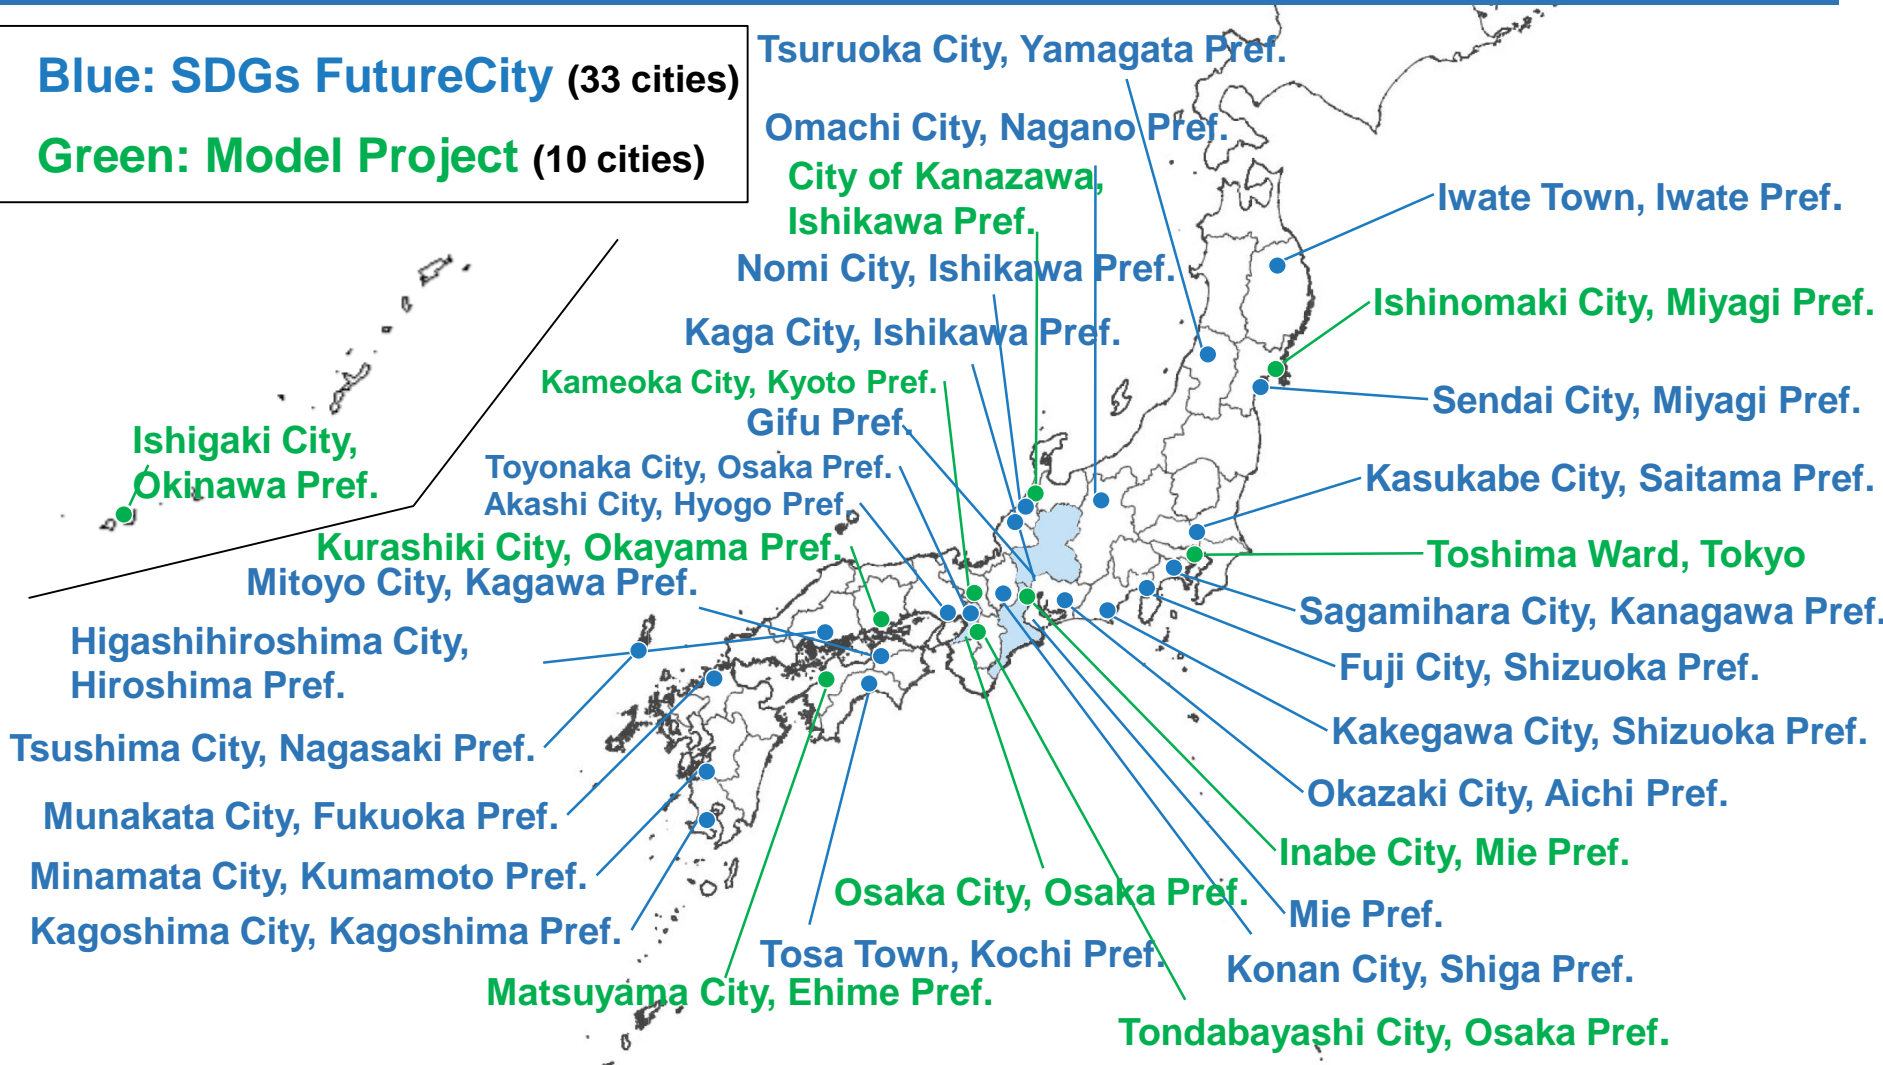 Blue: SDGs FutureCity (33 cities)
Green: Model Project (10 cities)
Tsuruoka City, Yamagata Pref.
Omachi City, Nagano Pref.
City of Kanazawa,
Ishikawa Pref.
Nomi City, Ishikawa Pref.
Kaga City, Ishikawa Pref.
Kameoka City, Kyoto Pref.
Gifu Pref.
Toyonaka City, Osaka Pref.
Akashi City, Hyogo Pref.
Kurashiki City, Okayama Pref.
Mitoyo City, Kagawa Pref.
Higashihiroshima City,
Hiroshima Pref.
Tsushima City, Nagasaki Pref.
Munakata City, Fukuoka Pref.
Minamata City, Kumamoto Pref.
Kagoshima City, Kagoshima Pref.
Ishigaki City,
Okinawa Pref.
Iwate Town, Iwate Pref.
Ishinomaki City, Miyagi Pref.
Sendai City, Miyagi Pref.
Kasukabe City, Saitama Pref.
Toshima Ward, Tokyo
Sagamihara City, Kanagawa Pref.
Fuji City, Shizuoka Pref.
Kakegawa City, Shizuoka Pref.
Okazaki City, Aichi Pref.
Inabe City, Mie Pref.
Osaka City, Osaka Pref.
Mie Pref.
Tosa Town, Kochi Pref.
Konan City, Shiga Pref.
Matsuyama City, Ehime Pref.
Tondabayashi City, Osaka Pref.